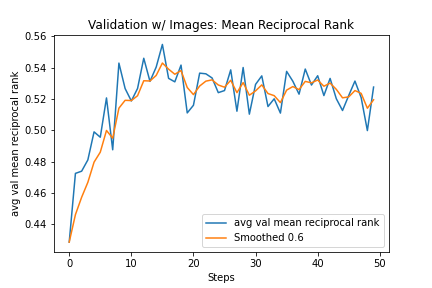 Validation w/ Images: Mean Reciprocal Rank
avg val mean reciprocal rank
0.56
0.54
0.52
0.50
0.48
0.46
0.44
avg val mean reciprocal rank
Smoothed 0.6
0
10
20
30
40
50
Steps